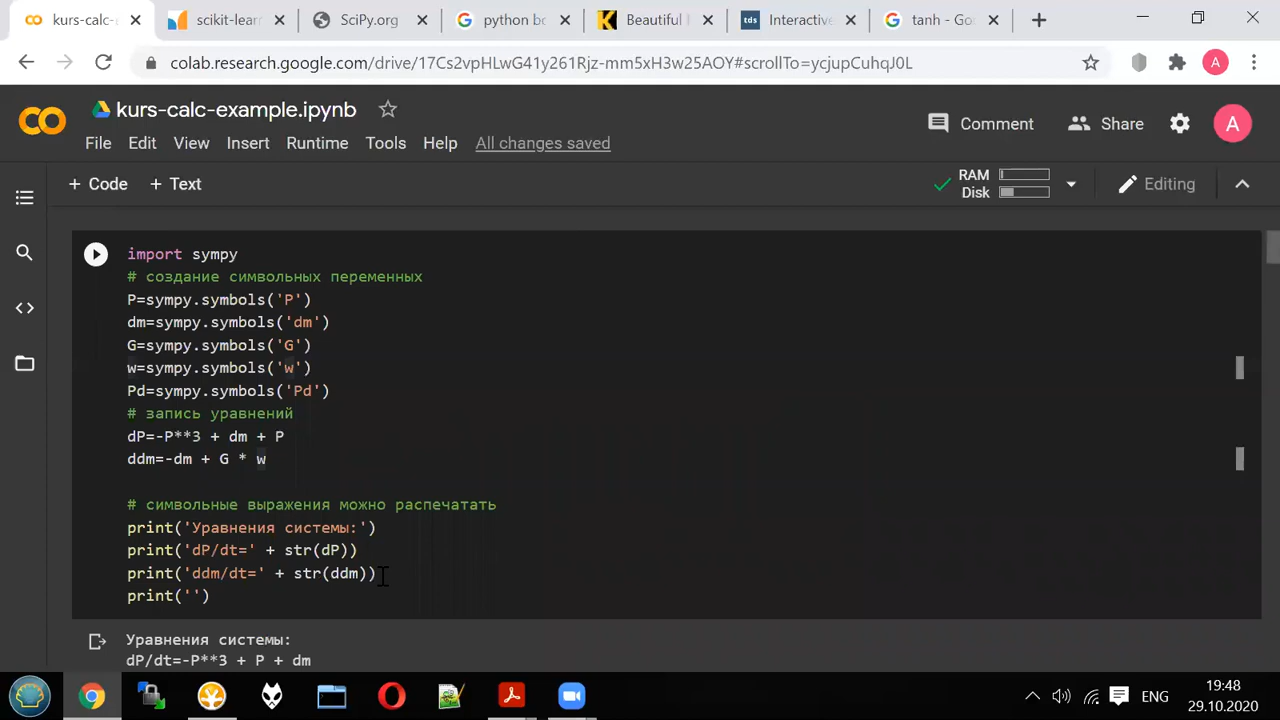 kurs-calc-e
scikit-learn
SciPy.org
python bo
Beautiful
tds
Interactive
tanh - Goo
colab.research.google.com/drive/17Cs2vpHLwG41y261Rjz-mm5xH3w25AOY#scrollTo=ycjupCuhqJ0L
A
kurs-calc-example.ipynb
Comment
Share
A
File Edit View Insert Runtime Tools Help All changes saved
+ Code + Text
RAM
Disk
Editing
import sympy
# создание символьных переменных
P=sympy.symbols('P')
dm=sympy.symbols('dm')
G=sympy.symbols('G')
w=sympy.symbols('w')
Pd=sympy.symbols('Pd')
# запись уравнений
dP=-P**3 + dm + P
ddm=-dm + G * w
# символьные выражения можно распечатать
print('Уравнения системы:')
print('dP/dt=' + str(dP))
print('ddm/dt=' + str(ddm))
print('')
Уравнения системы:
dP/dt=-P**3 + P + dm
ENG
19:48
29.10.2020